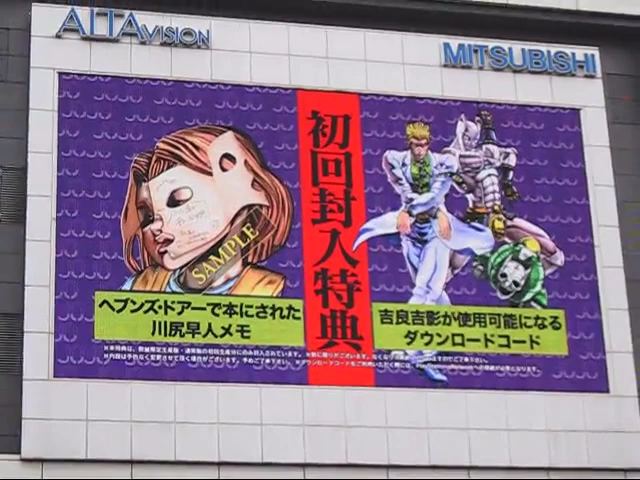 ALTAVISION
MITSUBISHI
初回封入特典
SAMPLE
ヘブンズ・ドアーで本にされた
川尻早人メモ
吉良吉影が使用可能になる
ダウンロードコード